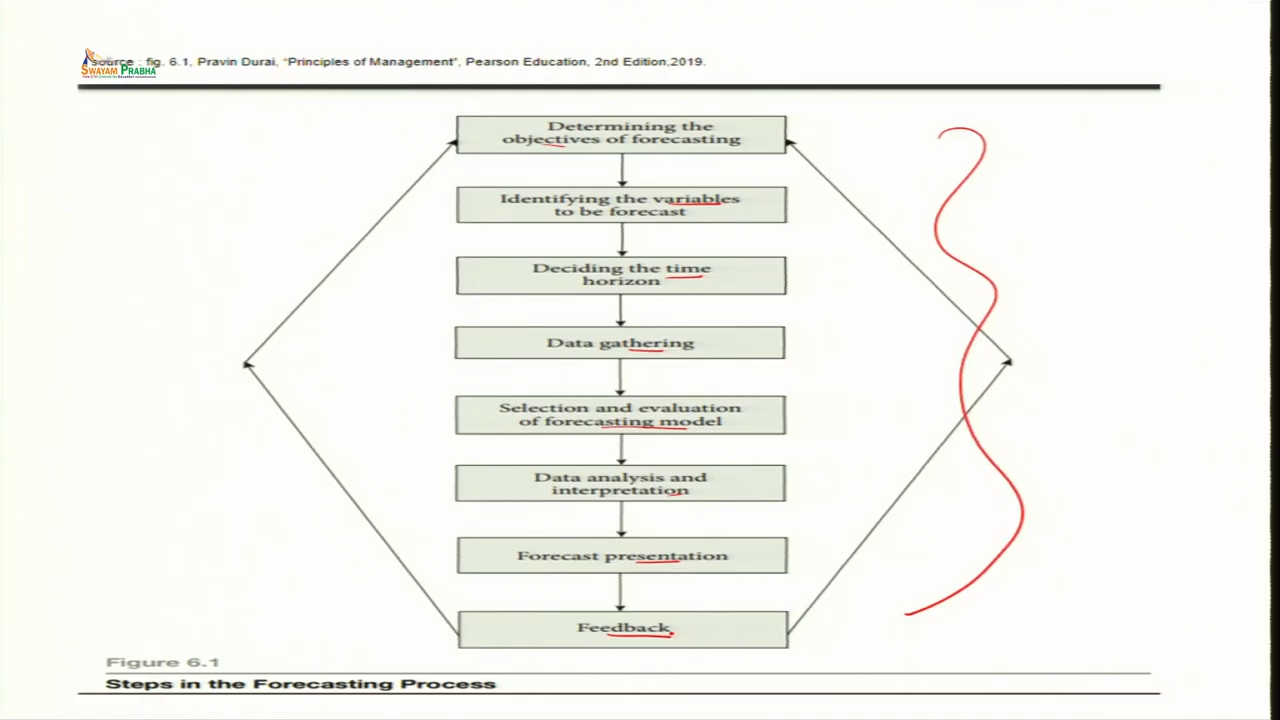 source : fig. 6.1, Pravin Durai, “Principles of Management”, Pearson Education, 2nd Edition,2019.
SWAYAM PRABHA
Determining the
objectives of forecasting
Identifying the variables
to be forecast
Deciding the time
horizon
Data gathering
Selection and evaluation
of forecasting model
Data analysis and
interpretation
Forecast presentation
Feedback
Figure 6.1
Steps in the Forecasting Process